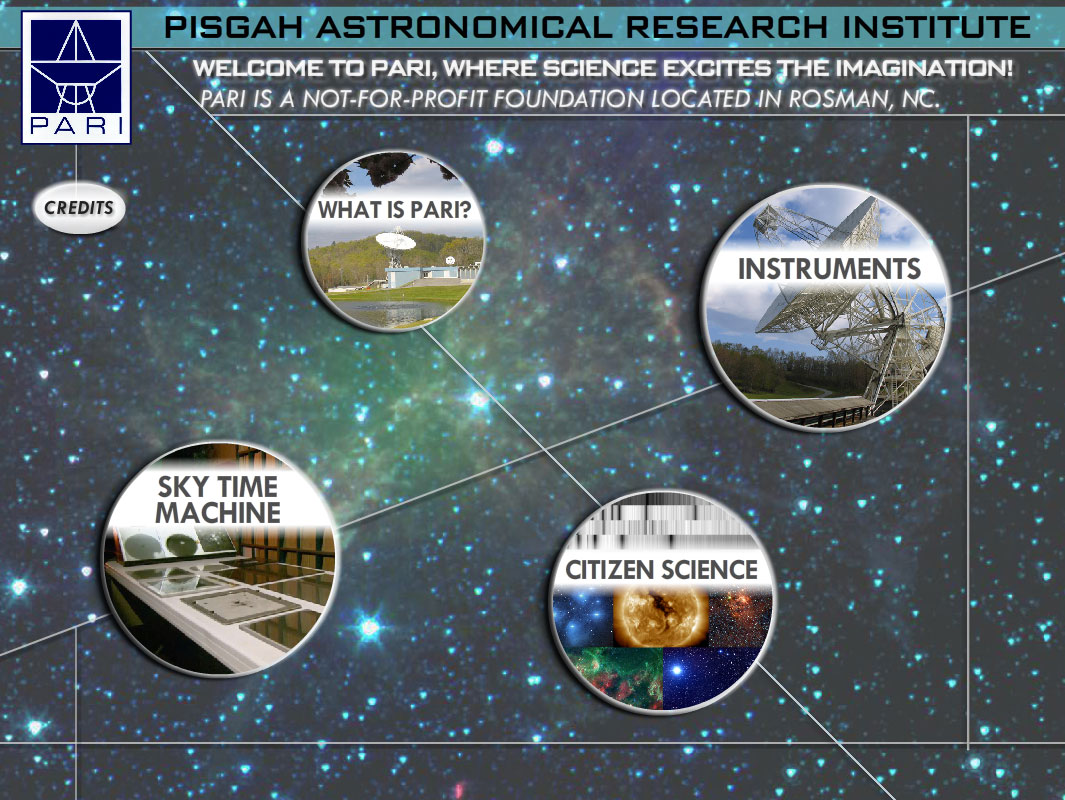 PISGAH ASTRONOMICAL RESEARCH INSTITUTE
WELCOME TO PARI, WHERE SCIENCE EXCITES THE IMAGINATION!
PARI IS A NOT-FOR-PROFIT FOUNDATION LOCATED IN ROSMAN, NC.
PARI
CREDITS
WHAT IS PARI?
INSTRUMENTS
SKY TIME
MACHINE
CITIZEN SCIENCE